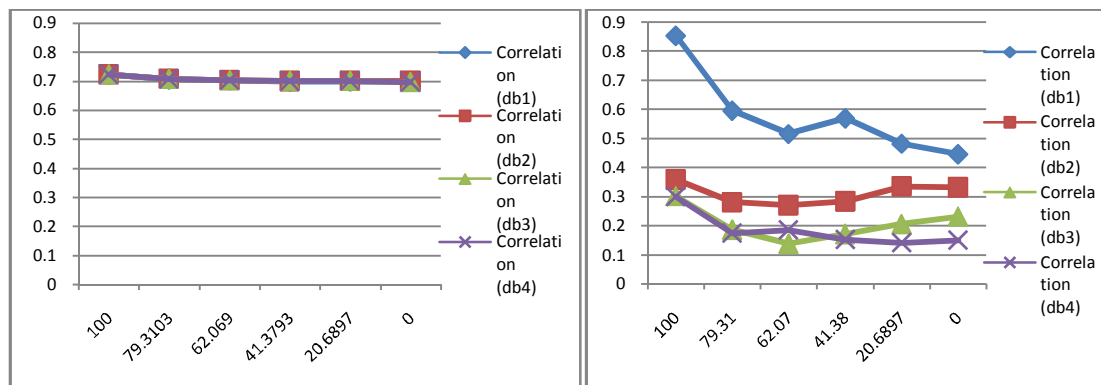 0.9
0.8
0.7
0.6
0.5
0.4
0.3
0.2
0.1
0
100
79.3103
62.069
41.3793
20.6897
0
Correlati
on
(db1)
Correlati
on
(db2)
Correlati
on
(db3)
Correlati
on
(db4)
0.9
0.8
0.7
0.6
0.5
0.4
0.3
0.2
0.1
0
100
79.31
62.07
41.38
20.6897
0
Correla
tion
(db1)
Correla
tion
(db2)
Correla
tion
(db3)
Correla
tion
(db4)